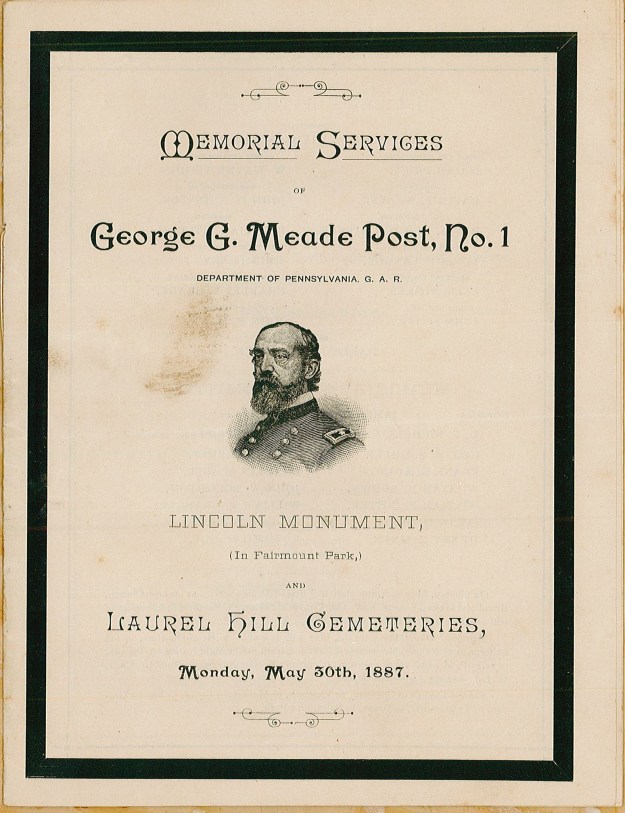 Memorial Services
OF
George G. Meade Post, No. 1
DEPARTMENT OF PENNSYLVANIA, G. A. R.
LINCOLN MONUMENT,
(In Fairmount Park,)
AND
Laurel Hill Cemeteries,
Monday, May 30th, 1887.